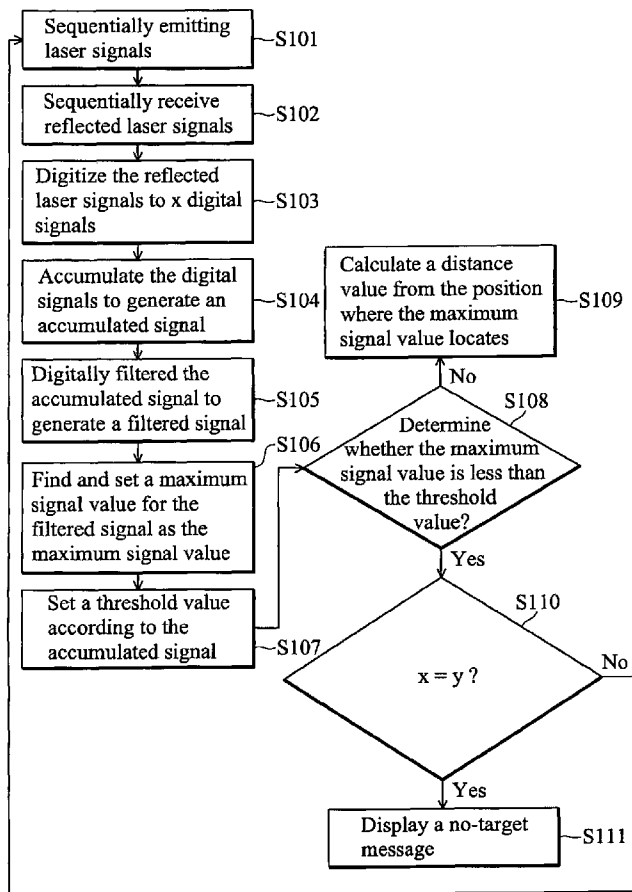 Sequentially emitting
laser signals
S101
Sequentially receive
reflected laser signals
S102
Digitize the reflected
laser signals to x digital
signals
S103
Accumulate the digital
signals to generate an
accumulated signal
S104
Digitally filtered the
accumulated signal to
generate a filtered signal
S105
Find and set a maximum
signal value for the
filtered signal as the
maximum signal value
S106
Set a threshold value
according to the
accumulated signal
S107
Calculate a distance
value from the position
where the maximum
signal value locates
S109
No
S108
Determine
whether the maximum
signal value is less than
the threshold
value?
Yes
S110
x = y ?
No
Yes
Display a no-target
message
S111